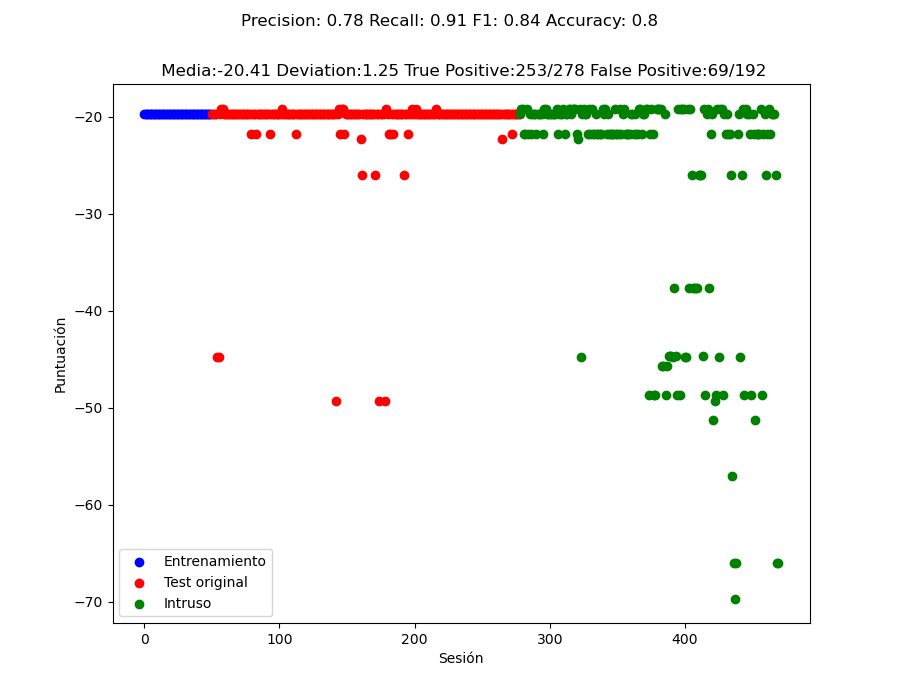 Precision: 0.78 Recall: 0.91 F1: 0.84 Accuracy: 0.8
Media:-20.41 Deviation:1.25 True Positive:253/278 False Positive:69/192
−20
−30
−40
−50
−60
−70
Puntuación
Entrenamiento
Test original
Intruso
0 100 200 300 400
Sesión